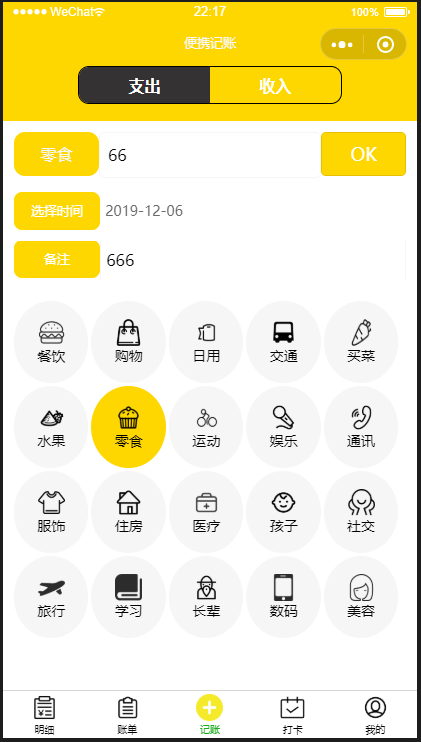 WeChat 22:17 100%
便携记账
支出 收入
零食 66 OK
选择时间 2019-12-06
备注 666
餐饮 购物 日用 交通 买菜
水果 零食 运动 娱乐 通讯
服饰 住房 医疗 孩子 社交
旅行 学习 长辈 数码 美容
明细 账单 记账 打卡 我的